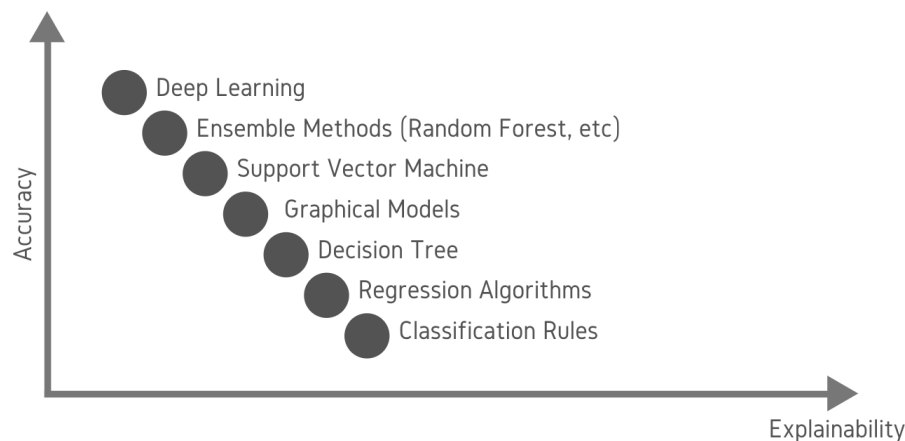 Deep Learning
Ensemble Methods (Random Forest, etc)
Support Vector Machine
Graphical Models
Decision Tree
Regression Algorithms
Classification Rules
Accuracy
Explainability